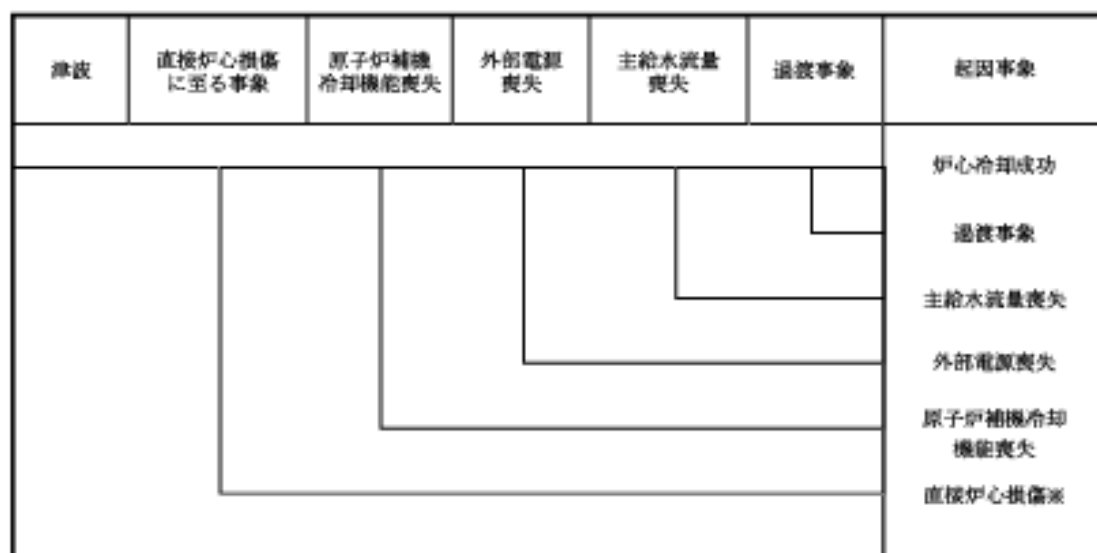 津波
直接炉心損傷
に至る事象
原子炉補機
冷却機能喪失
外部電源
喪失
主給水流量
喪失
過渡事象
起因事象
炉心冷却成功
過渡事象
主給水流量喪失
外部電源喪失
原子炉補機冷却
機能喪失
直接炉心損傷※